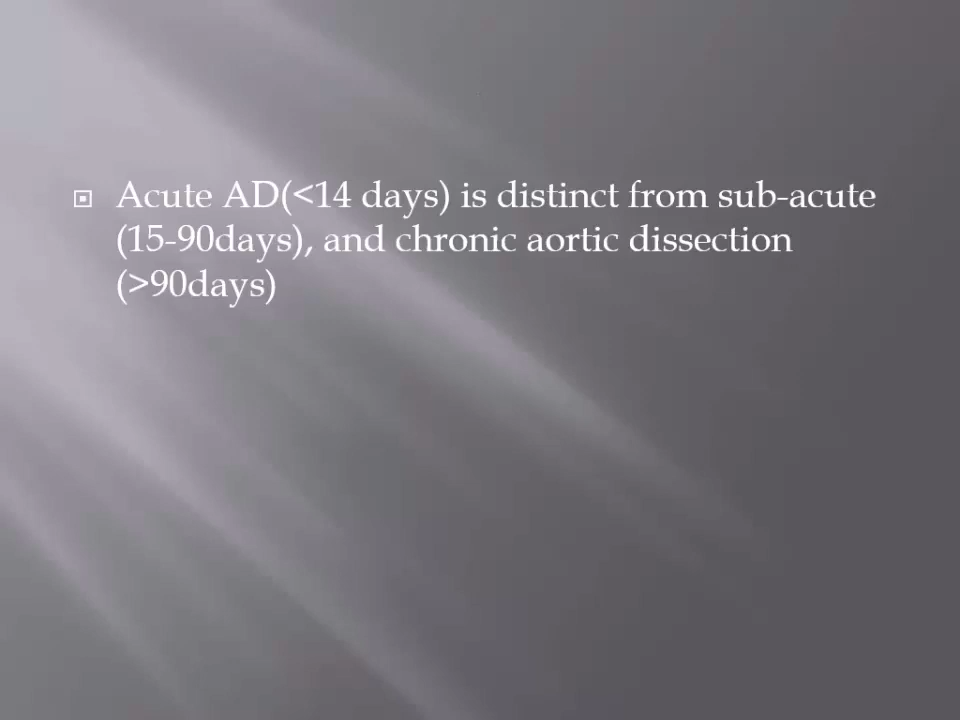 Acute AD(<14 days) is distinct from sub-acute
(15-90days), and chronic aortic dissection
(>90days)